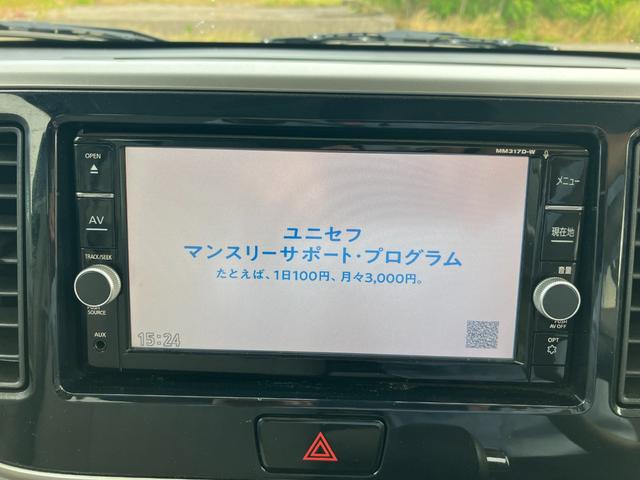 MM317D-W
OPEN
メニュー
AV
現在地
ユニセフ
マンスリーサポート・プログラム
たとえば、1日100円、月々3,000円。
TRACK/SEEK
音量
PUSH
SOURCE
PUSH
AV OFF
AUX
15:24
OPT